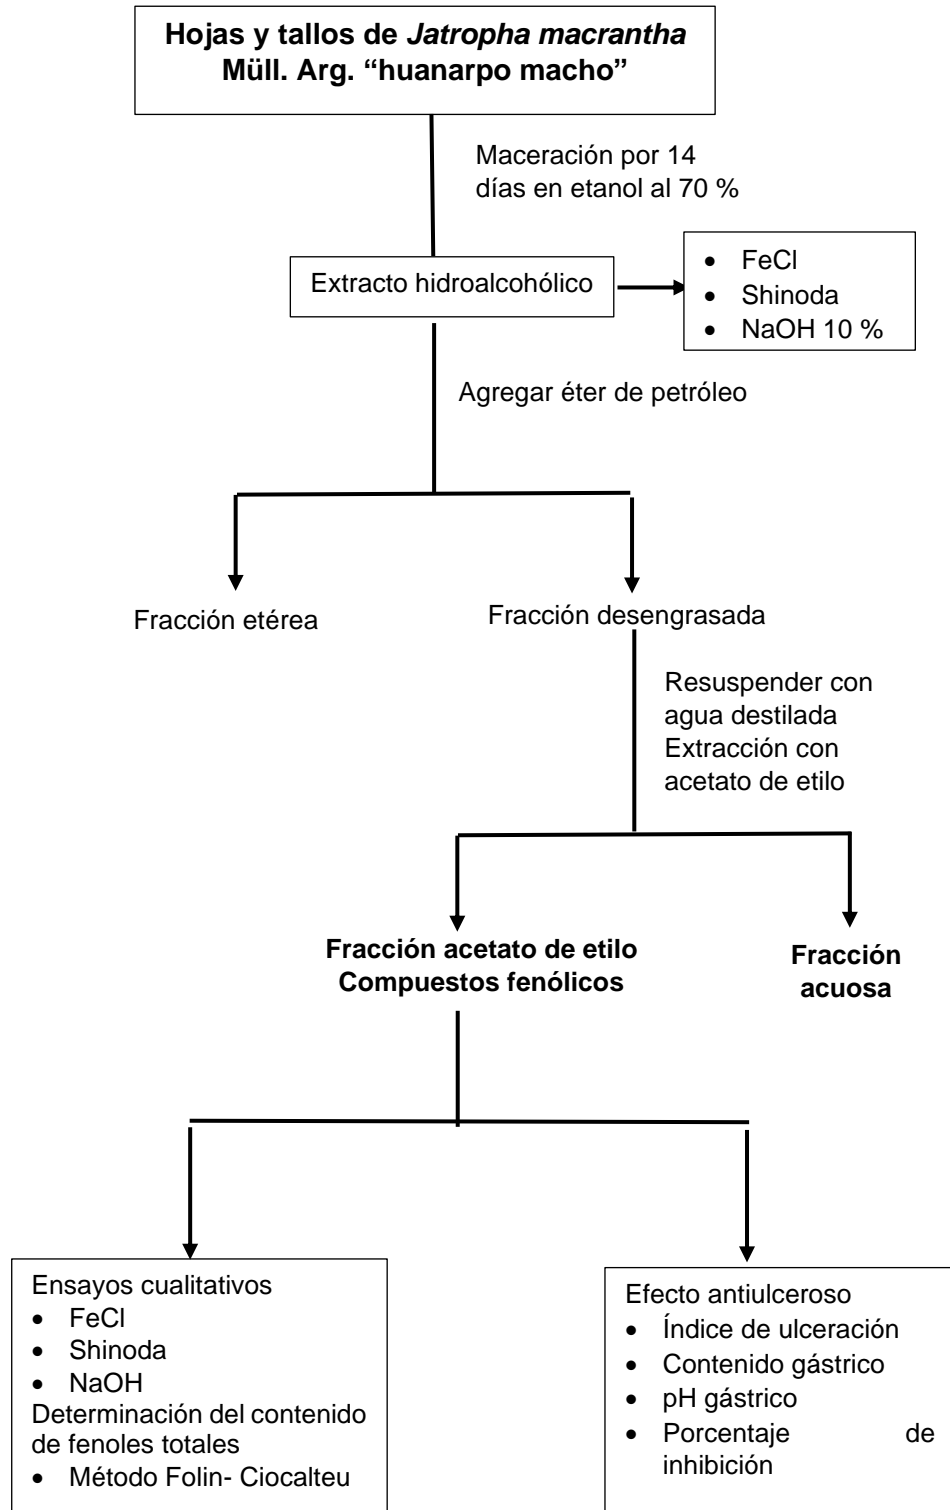 Hojas y tallos de Jatropha macrantha
Müll. Arg. “huanarpo macho”
Maceración por 14
días en etanol al 70 %
Extracto hidroalcohólico
• FeCl
• Shinoda
• NaOH 10 %
Agregar éter de petróleo
Fracción etérea
Fracción desengrasada
Resuspender con
agua destilada
Extracción con
acetato de etilo
Fracción acetato de etilo
Compuestos fenólicos
Fracción
acuosa
Ensayos cualitativos
• FeCl
• Shinoda
• NaOH
Determinación del contenido
de fenoles totales
• Método Folin- Ciocalteu
Efecto antiulceroso
• Índice de ulceración
• Contenido gástrico
• pH gástrico
• Porcentaje de
inhibición